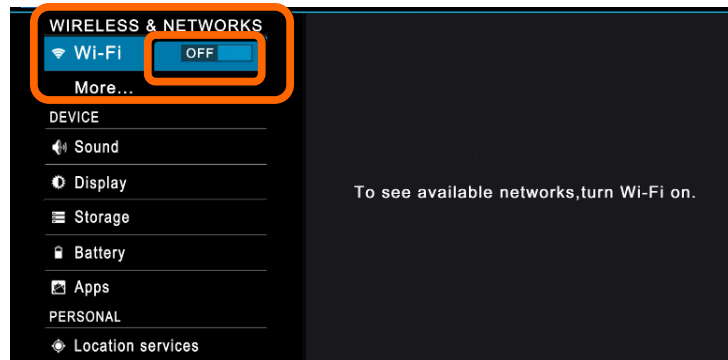 WIRELESS & NETWORKS
Wi-Fi OFF
More...
DEVICE
Sound
Display
To see available networks,turn Wi-Fi on.
Storage
Battery
Apps
PERSONAL
Location services